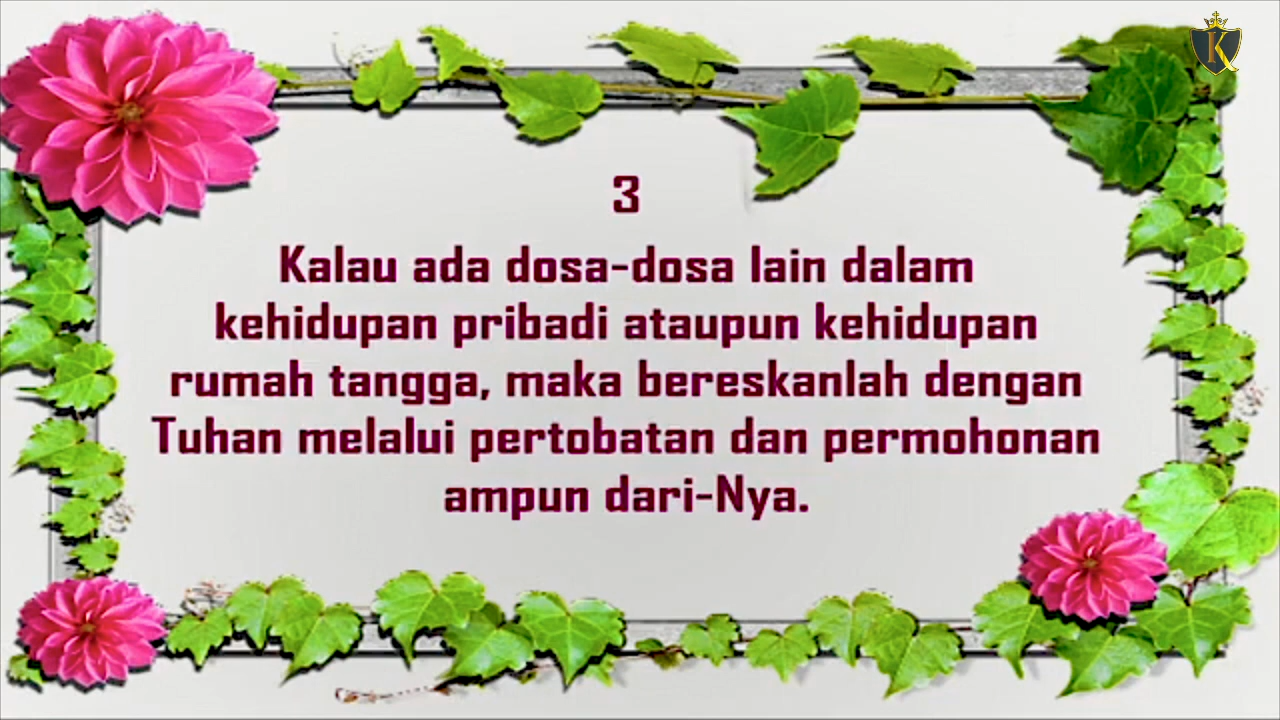 K
3
Kalau ada dosa-dosa lain dalam
kehidupan pribadi ataupun kehidupan
rumah tangga, maka bereskanlah dengan
Tuhan melalui pertobatan dan permohonan
ampun dari-Nya.